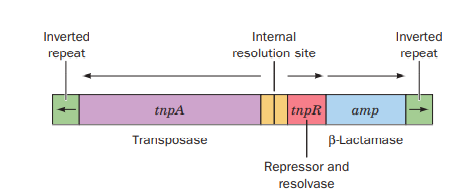 Inverted
repeat
Internal
resolution site
Inverted
repeat
tnpA
tnpR
amp
Transposase
β-Lactamase
Repressor and
resolvase